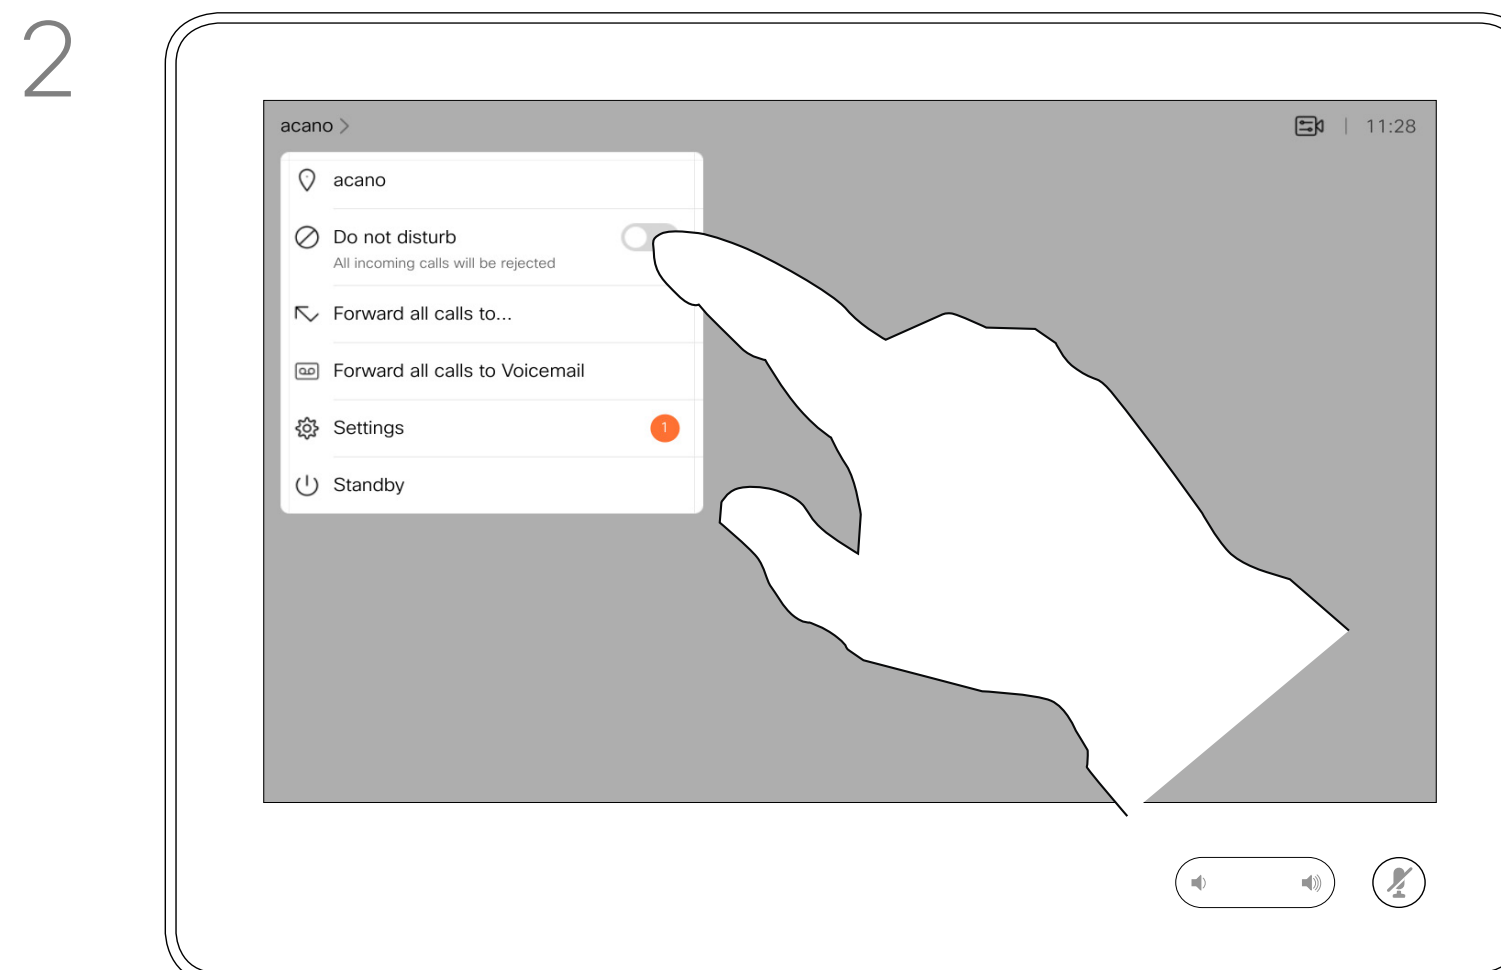 2
acano
11:28
acano
Do not disturb
All incoming calls will be rejected
Forward all calls to...
Forward all calls to Voicemail
Settings
1
Standby